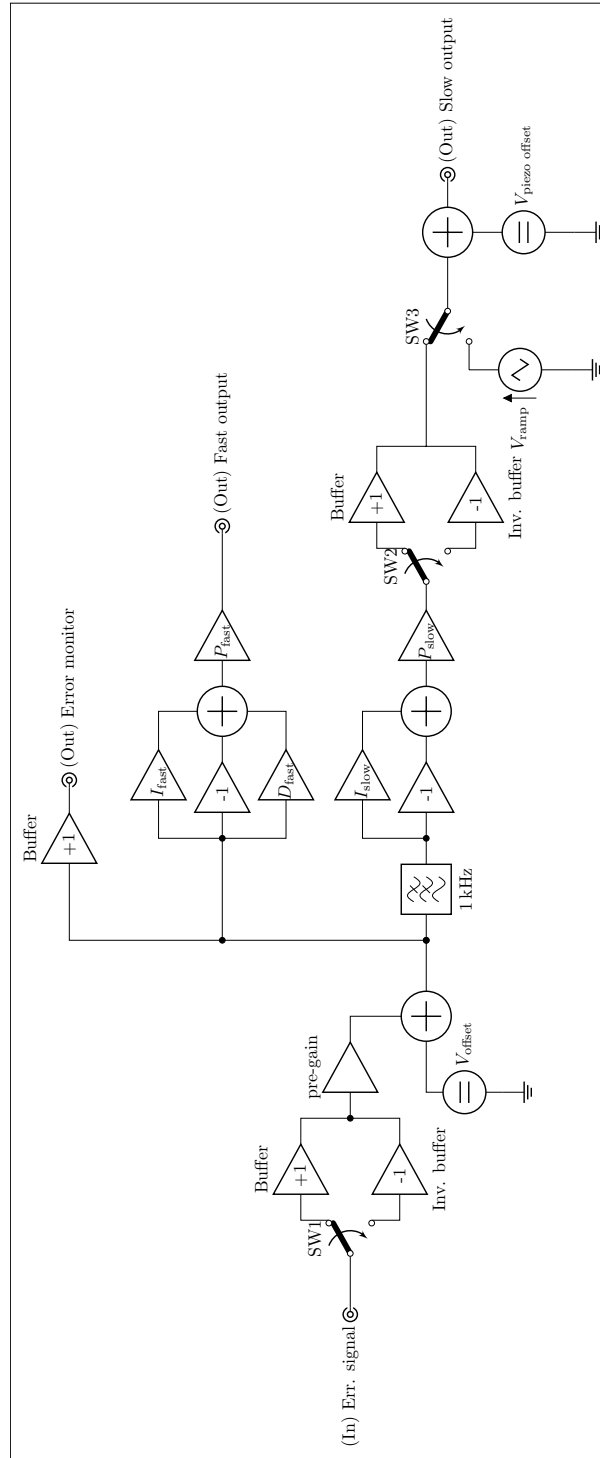 (In) Err. signal
SW1
Buffer
+1
-1
Inv. buffer
pre-gain
V_offset
Buffer
+1
(Out) Error monitor
I_fast
-1
D_fast
P_fast
(Out) Fast output
1 kHz
I_slow
-1
P_slow
SW2
Buffer
+1
-1
Inv. buffer
V_ramp
SW3
V_piezo offset
(Out) Slow output